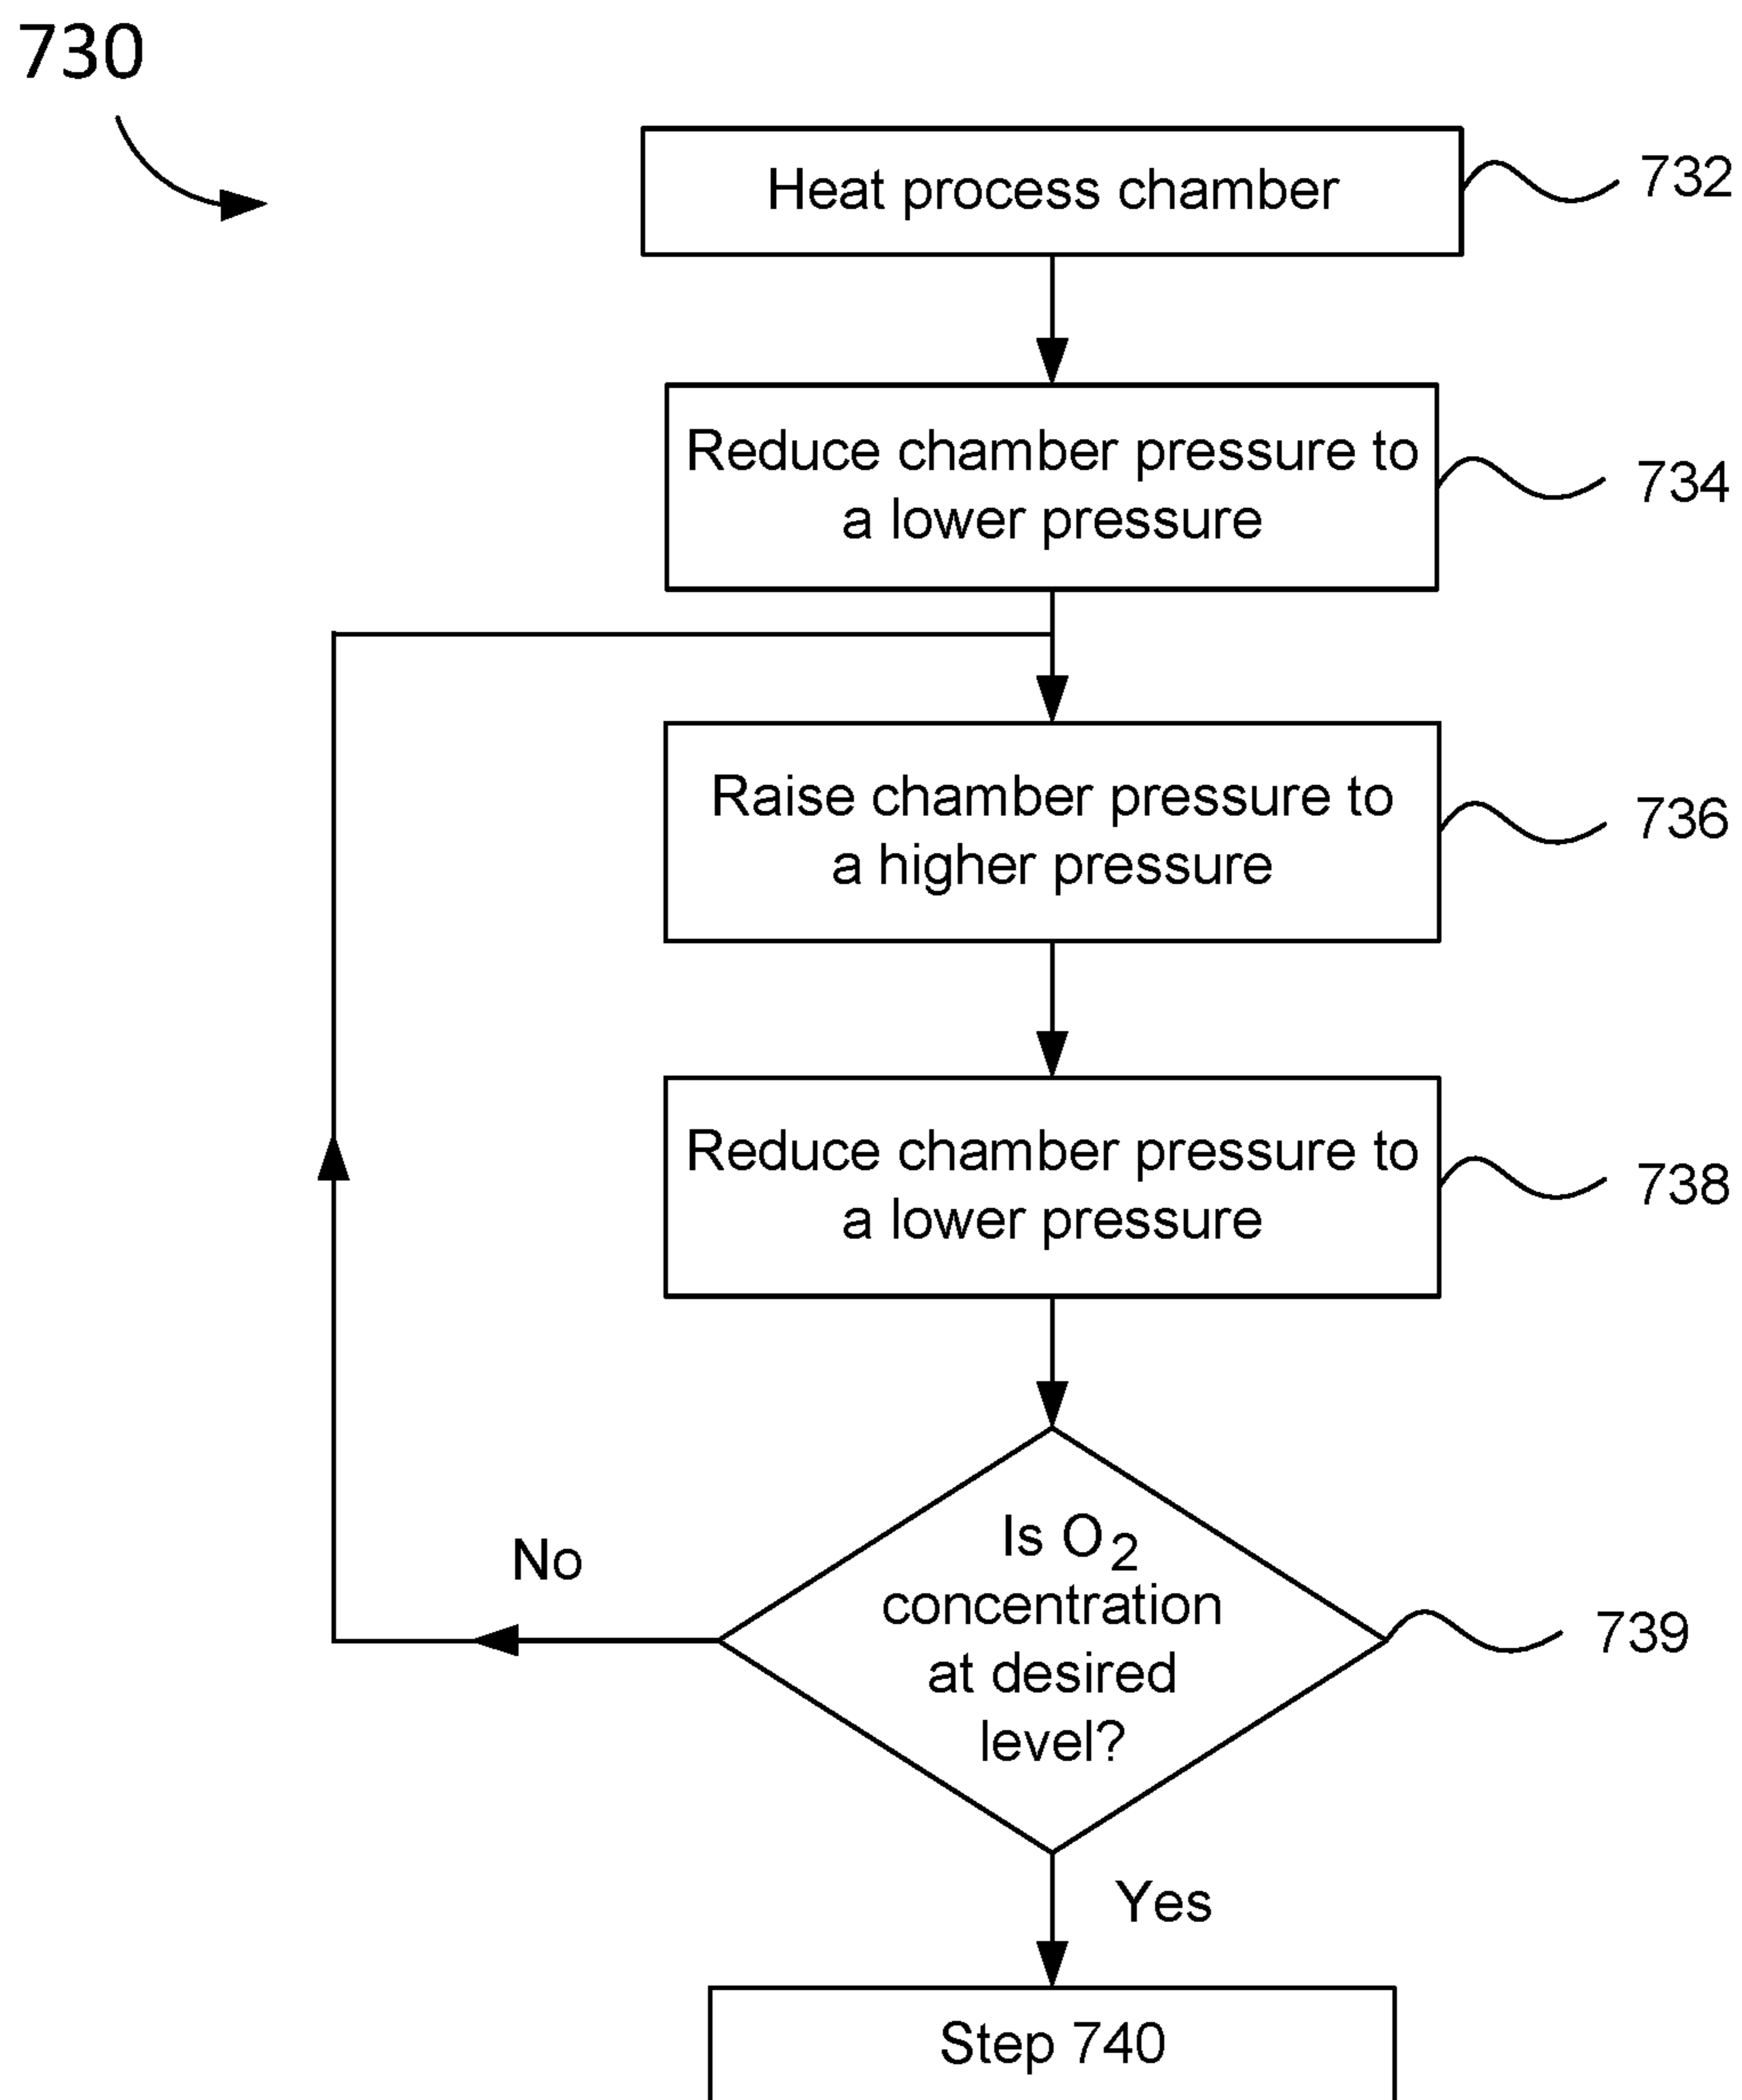 730
Heat process chamber
732
Reduce chamber pressure to
a lower pressure
734
Raise chamber pressure to
a higher pressure
736
Reduce chamber pressure to
a lower pressure
738
Is O2
concentration
at desired
level?
739
No
Yes
Step 740